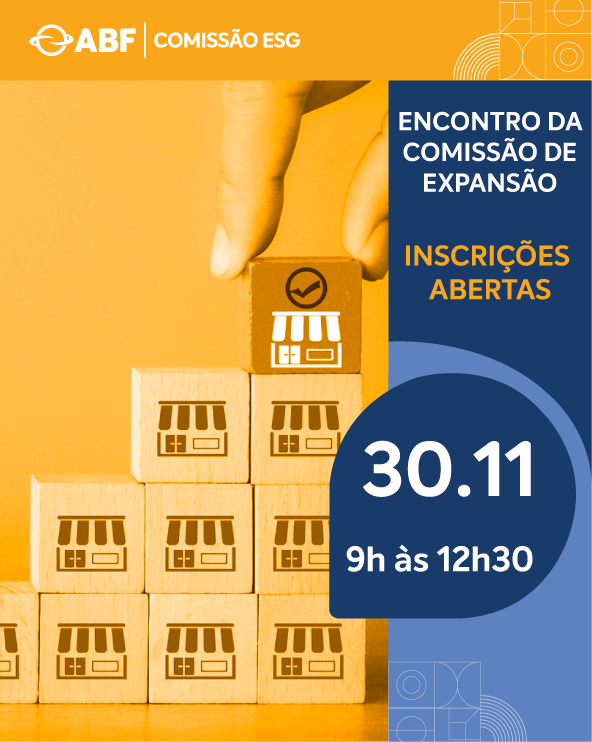 ABF COMISSÃO ESG
ENCONTRO DA
COMISSÃO DE
EXPANSÃO
INSCRIÇÕES
ABERTAS
30.11
9h às 12h30